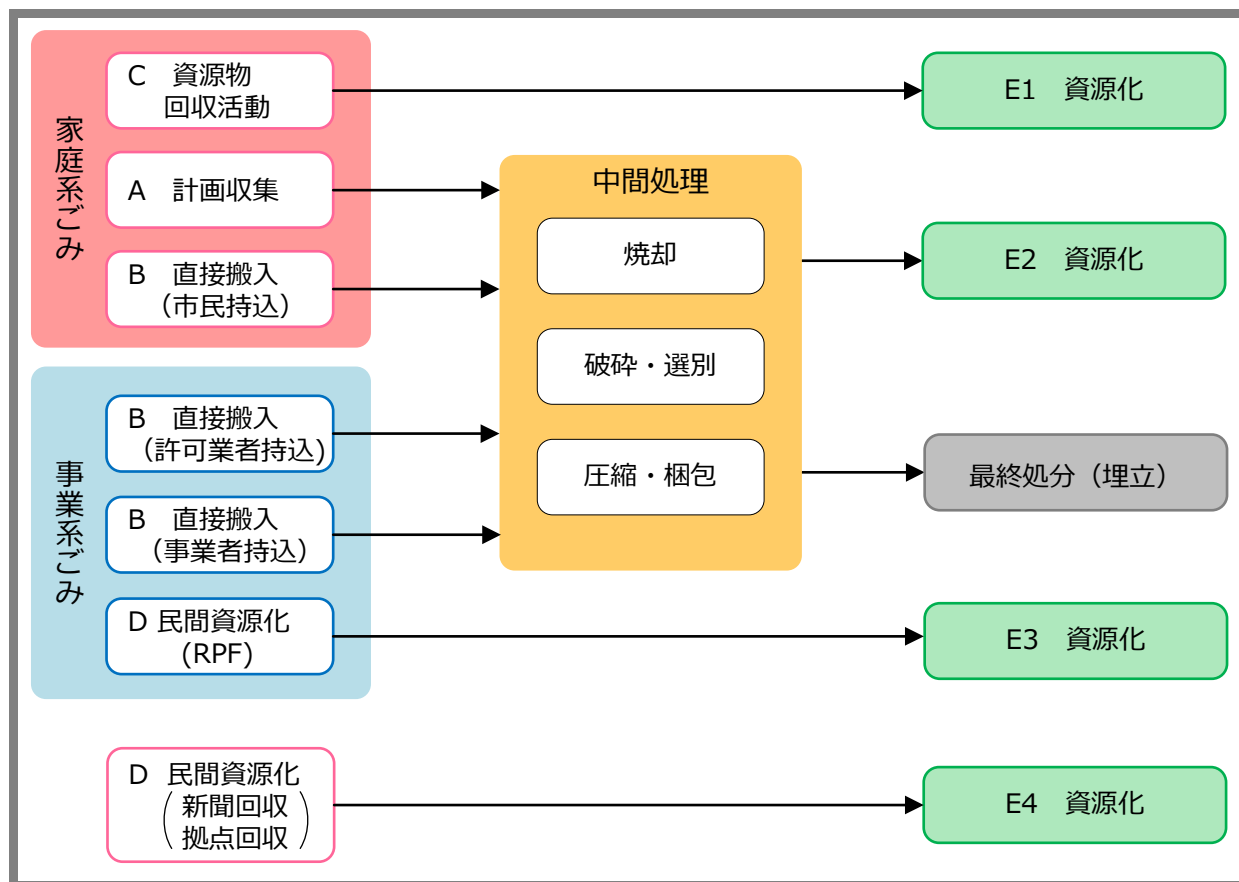 家庭系ごみ
C 資源物
回収活動
A 計画収集
B 直接搬入
（市民持込）
事業系ごみ
B 直接搬入
（許可業者持込)
B 直接搬入
（事業者持込）
D 民間資源化
(RPF)
D 民間資源化
( 新聞回収
拠点回収 )
中間処理
焼却
破砕・選別
圧縮・梱包
E1 資源化
E2 資源化
最終処分（埋立）
E3 資源化
E4 資源化